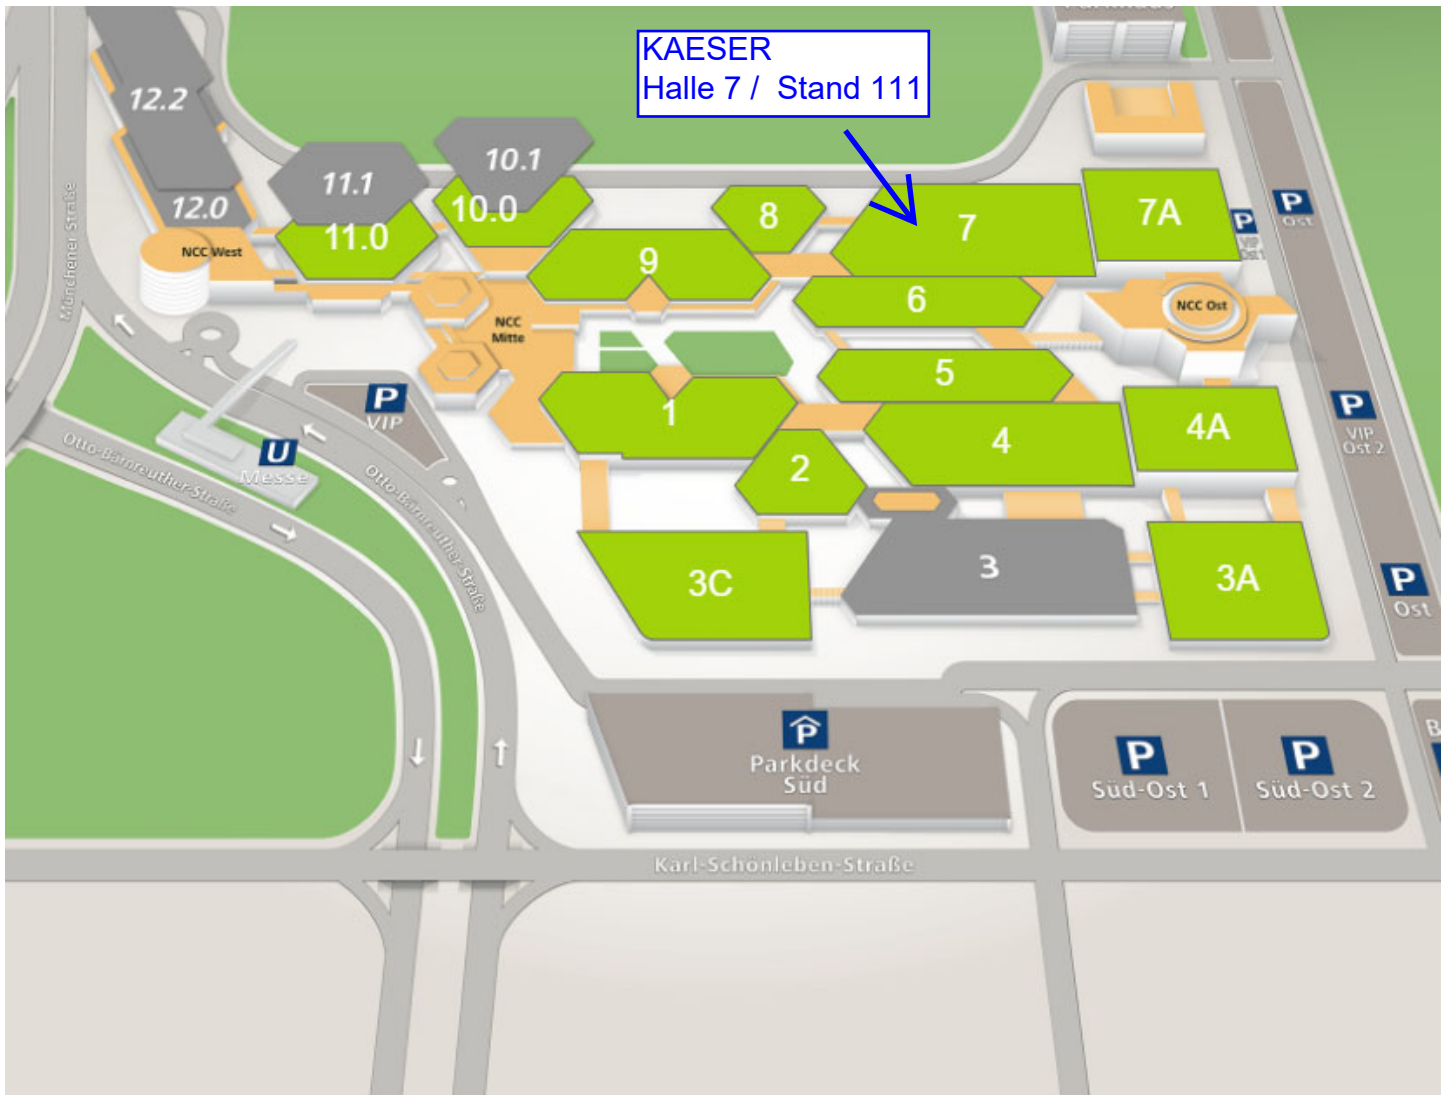 KAESER
Halle 7 / Stand 111
12.2
11.1
10.1
12.0
11.0
10.0
8
7
7A
P
Ost
P
VIP
Ost 1
NCC West
9
6
NCC Ost
NCC
Mitte
Münchener Straße
5
P
VIP
1
4
4A
P
VIP
Ost 2
U
Messe
2
Otto-Bärnreuther-Straße
Otto-Bärnreuther-Straße
3C
3
3A
P
Ost
P
Parkdeck
Süd
P
Süd-Ost 1
P
Süd-Ost 2
Karl-Schönleben-Straße